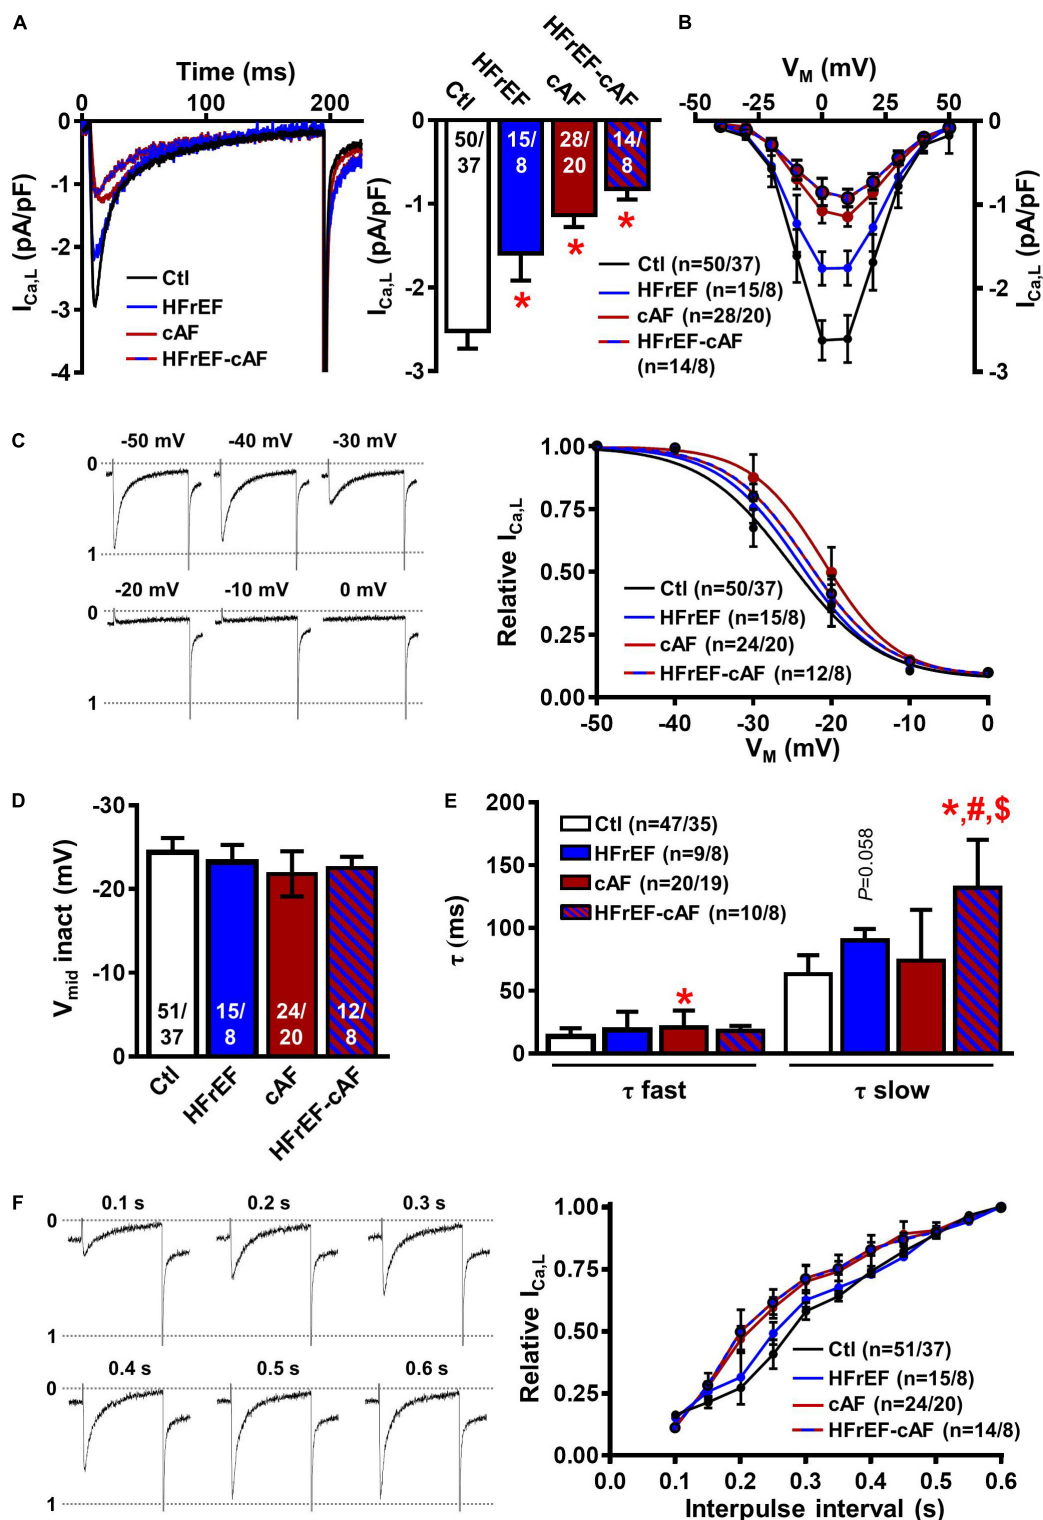 A
Time (ms)
0
100
200
0
-1
-2
-3
-4
I Ca,L (pA/pF)
Ctl
HFrEF
cAF
HFrEF-cAF
Ctl
HFrEF
cAF
HFrEF-cAF
0
-1
-2
-3
I Ca,L (pA/pF)
50/
37
15/
8
28/
20
14/
8
*
*
*
B
V M (mV)
-50
-25
0
25
50
0
-1
-2
-3
I Ca,L (pA/pF)
Ctl (n=50/37)
HFrEF (n=15/8)
cAF (n=28/20)
HFrEF-cAF
(n=14/8)
C
-50 mV
-40 mV
-30 mV
0
1
-20 mV
-10 mV
0 mV
0
1
1.00
0.75
0.50
0.25
0.00
Relative I Ca,L
Ctl (n=50/37)
HFrEF (n=15/8)
cAF (n=24/20)
HFrEF-cAF (n=12/8)
-50
-40
-30
-20
-10
0
V M (mV)
D
-30
-20
-10
0
V mid inact (mV)
51/
37
15/
8
24/
20
12/
8
Ctl
HFrEF
cAF
HFrEF-cAF
E
200
150
100
50
0
τ (ms)
Ctl (n=47/35)
HFrEF (n=9/8)
cAF (n=20/19)
HFrEF-cAF (n=10/8)
*
P=0.058
*,#,$
τ fast
τ slow
F
0.1 s
0.2 s
0.3 s
0
1
0.4 s
0.5 s
0.6 s
0
1
1.00
0.75
0.50
0.25
0.00
Relative I Ca,L
Ctl (n=51/37)
HFrEF (n=15/8)
cAF (n=24/20)
HFrEF-cAF (n=14/8)
0.0
0.1
0.2
0.3
0.4
0.5
0.6
Interpulse interval (s)